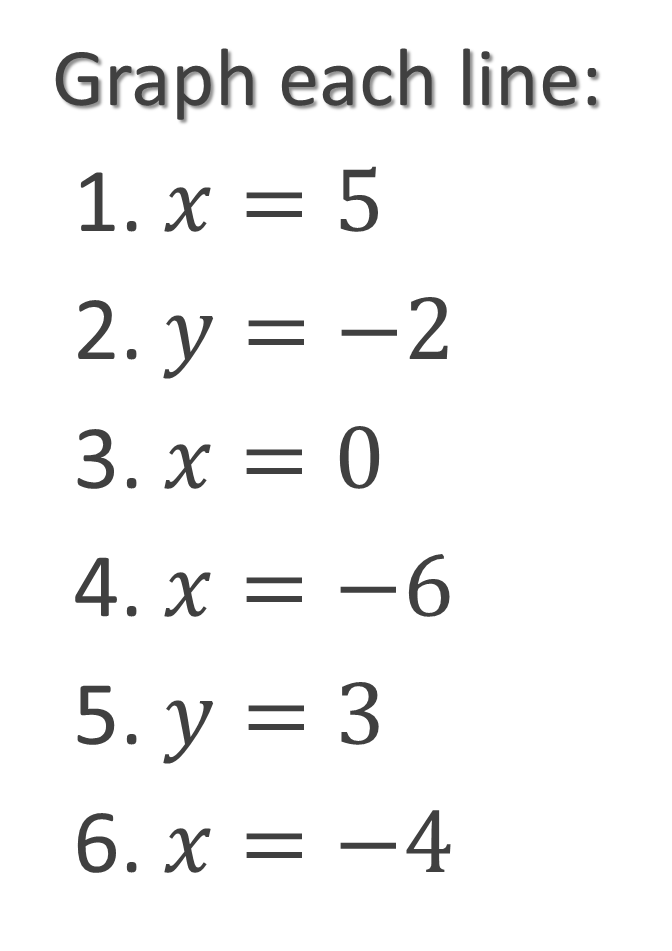 Graph each line:
1. x = 5
2. y = −2
3. x = 0
4. x = −6
5. y = 3
6. x = −4